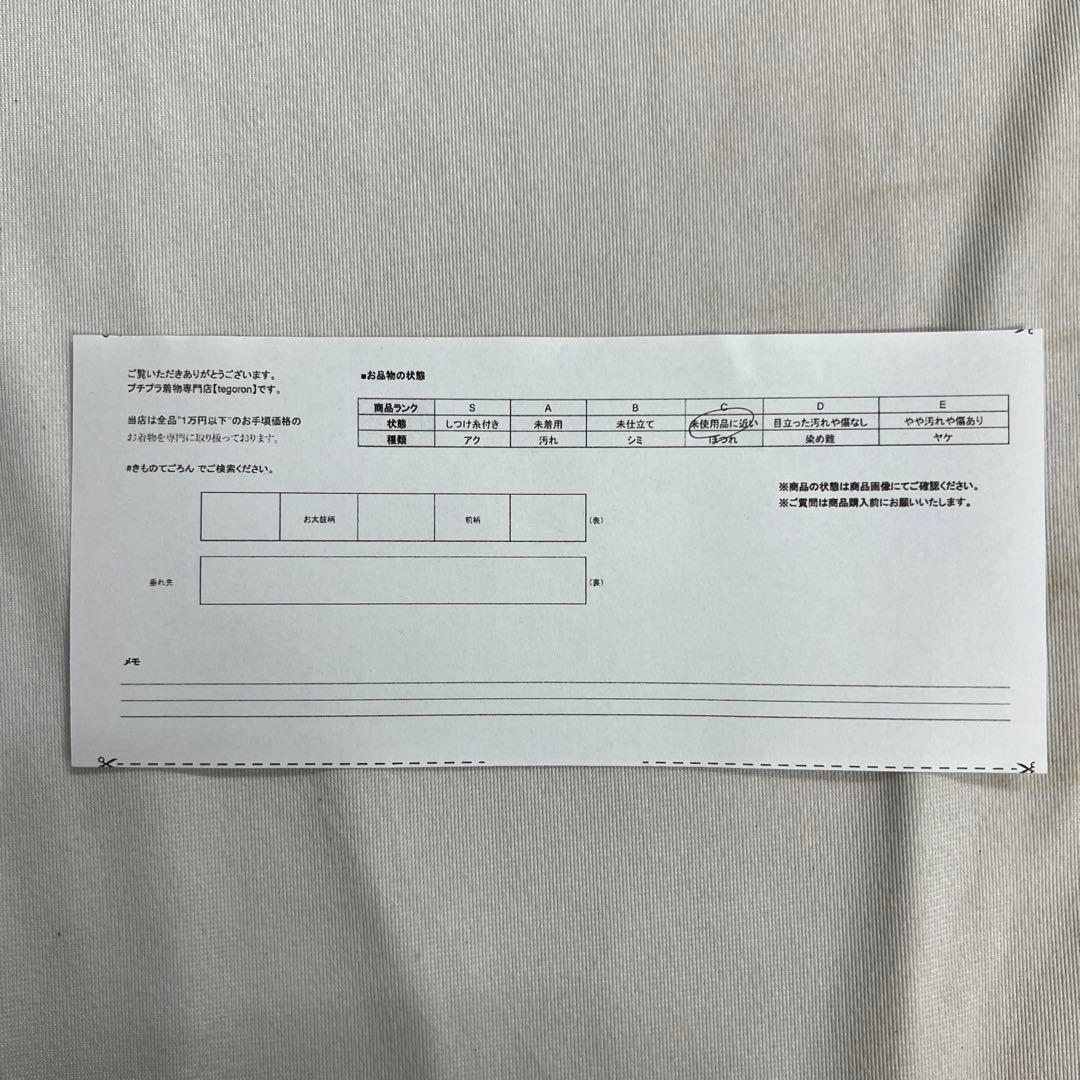 ご覧いただきありがとうございます。
プチプラ着物専門店【tegoron】です。
当店は全品"1万円以下"のお手頃価格の
お着物を専門に取り扱っております。
#きものてごろん でご検索ください。
■お品物の状態
商品ランク S A B C D E
状態 しつけ糸付き 未着用 未仕立て 未使用品に近い 目立った汚れや傷なし やや汚れや傷あり
種類 アク 汚れ シミ ほつれ 染め難 ヤケ
※商品の状態は商品画像にてご確認ください。
※ご質問は商品購入前にお願いいたします。
お太鼓柄 前柄 (表)
垂れ先 (裏)
メモ